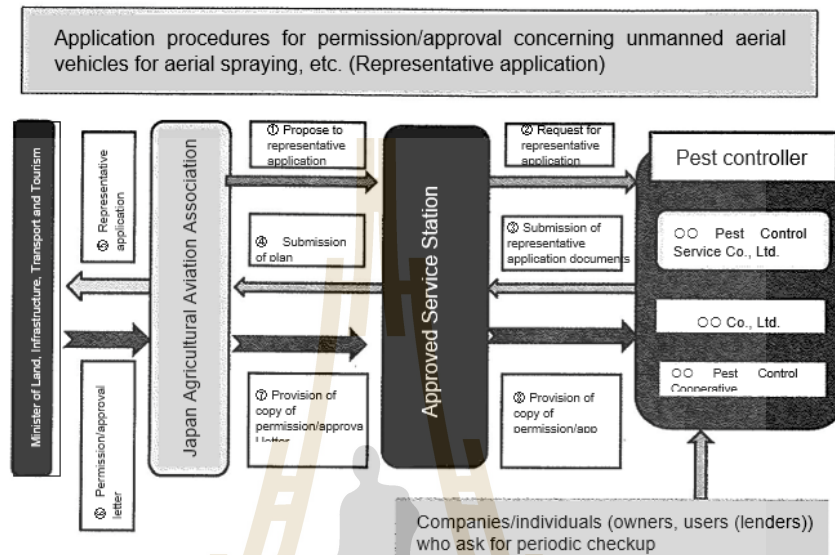 Application procedures for permission/approval concerning unmanned aerial
vehicles for aerial spraying, etc. (Representative application)
Minister of Land, Infrastructure, Transport and Tourism
⑤ Representative
application
⑥ Permission/approval
letter
Japan Agricultural Aviation Association
① Propose to
representative
application
④ Submission
of plan
⑦ Provision of
copy of
permission/approva
l letter
Approved Service Station
② Request for
representative
application
③ Submission of
representative
application documents
⑧ Provision of
copy of
permission/app
Pest controller
○○ Pest Control
Service Co., Ltd.
○○ Co., Ltd.
○○ Pest Control
Cooperative
Companies/individuals (owners, users (lenders))
who ask for periodic checkup